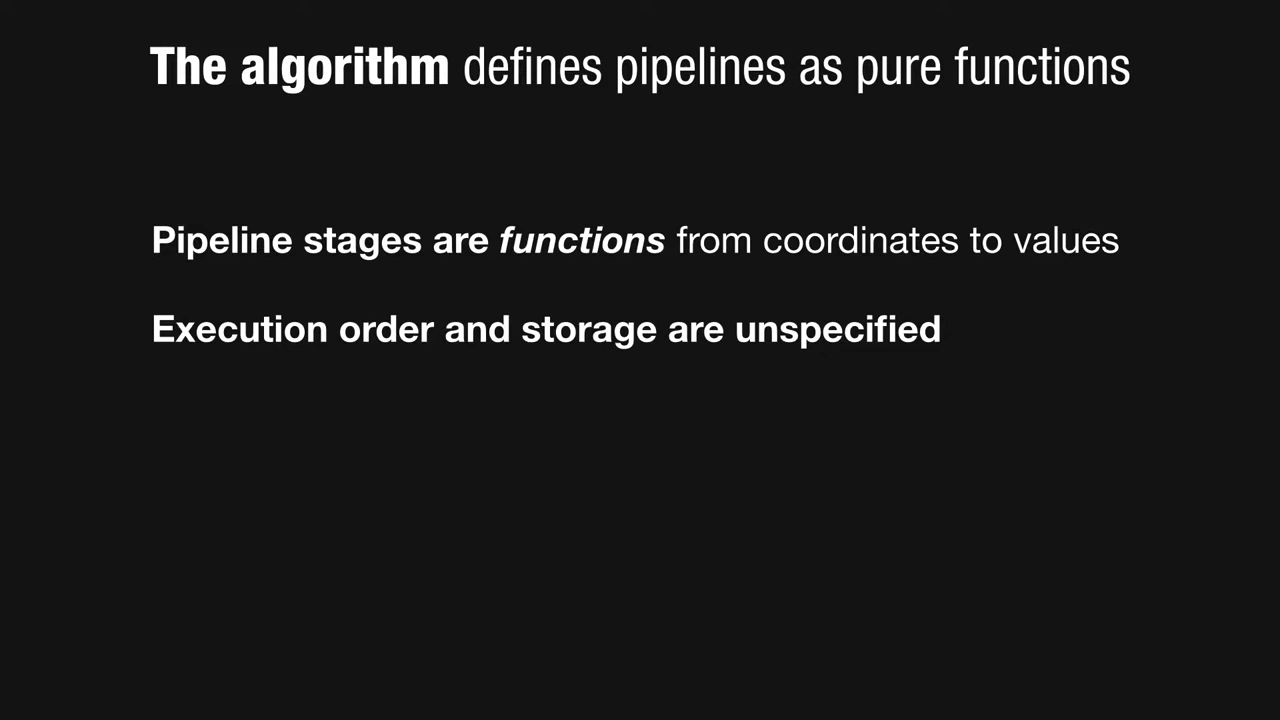 The algorithm defines pipelines as pure functions
Pipeline stages are functions from coordinates to values
Execution order and storage are unspecified